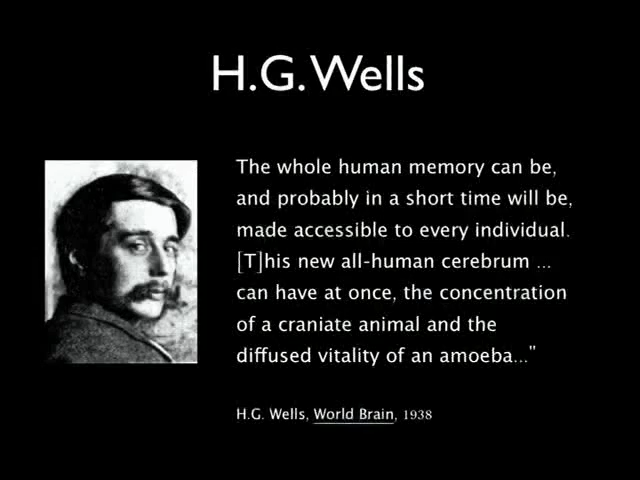 H.G. Wells
The whole human memory can be,
and probably in a short time will be,
made accessible to every individual.
[T]his new all-human cerebrum ...
can have at once, the concentration
of a craniate animal and the
diffused vitality of an amoeba..."
H.G. Wells, World Brain, 1938